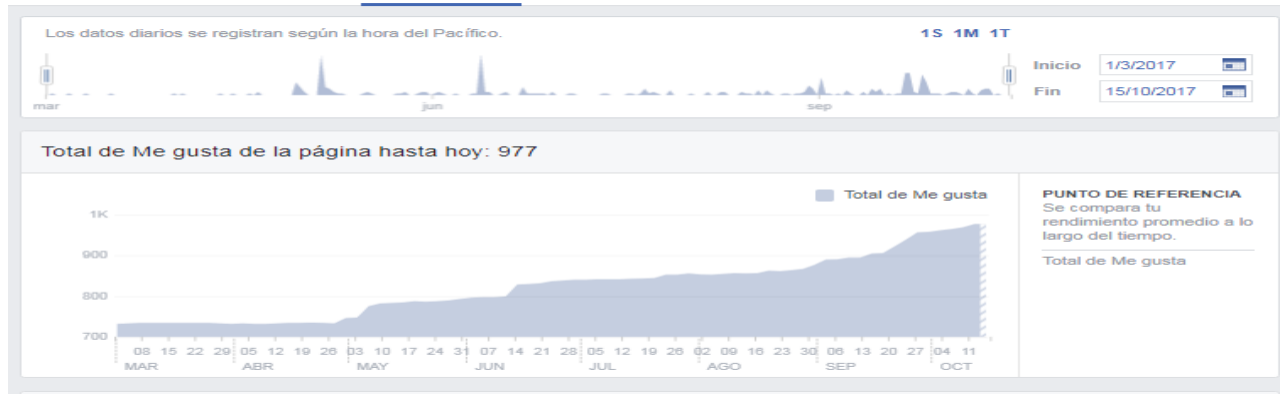 Los datos diarios se registran según la hora del Pacífico.
1S 1M 1T
Inicio 1/3/2017
Fin 15/10/2017
mar jun sep
Total de Me gusta de la página hasta hoy: 977
Total de Me gusta
1K
900
800
700
08 15 22 29 05 12 19 26 03 10 17 24 31 07 14 21 28 05 12 19 26 02 09 16 23 30 06 13 20 27 04 11
MAR ABR MAY JUN JUL AGO SEP OCT
PUNTO DE REFERENCIA
Se compara tu
rendimiento promedio a lo
largo del tiempo.
Total de Me gusta